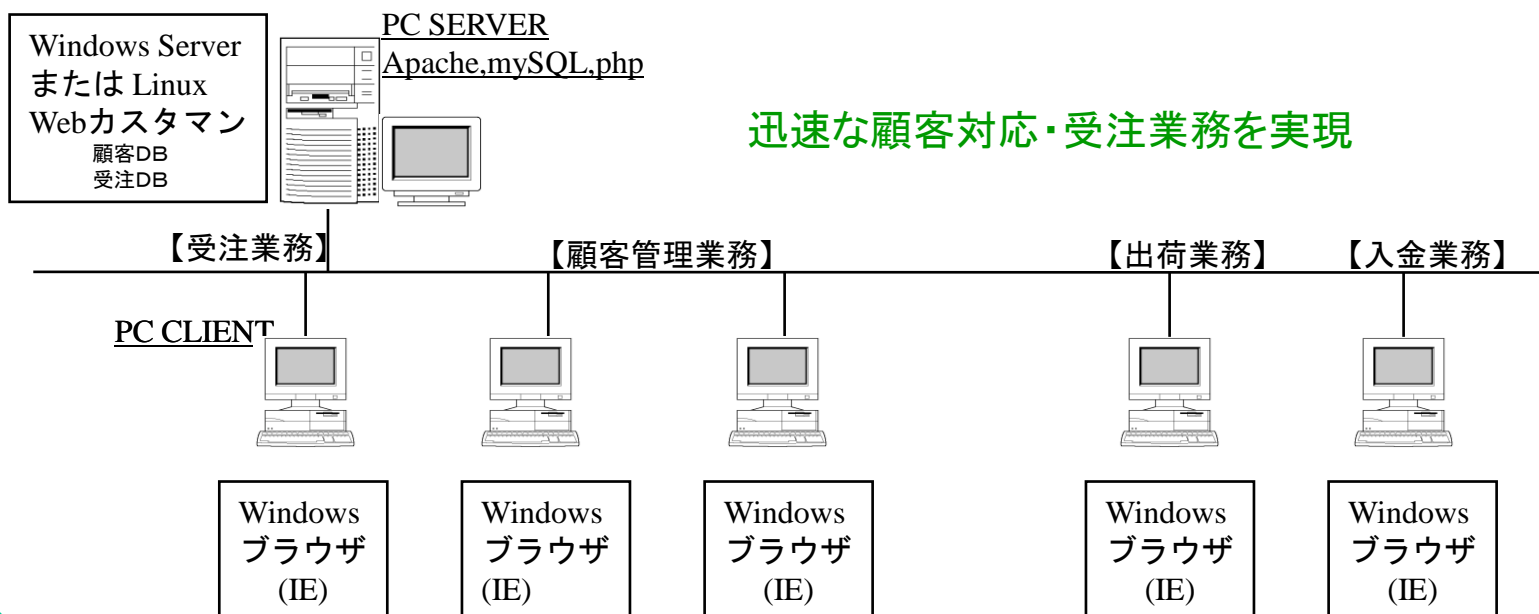 Windows Server
または Linux
Webカスタマン
顧客DB
受注DB
PC SERVER
Apache,mySQL,php
迅速な顧客対応・受注業務を実現
【受注業務】
【顧客管理業務】
【出荷業務】
【入金業務】
PC CLIENT
Windows
ブラウザ
(IE)
Windows
ブラウザ
(IE)
Windows
ブラウザ
(IE)
Windows
ブラウザ
(IE)
Windows
ブラウザ
(IE)